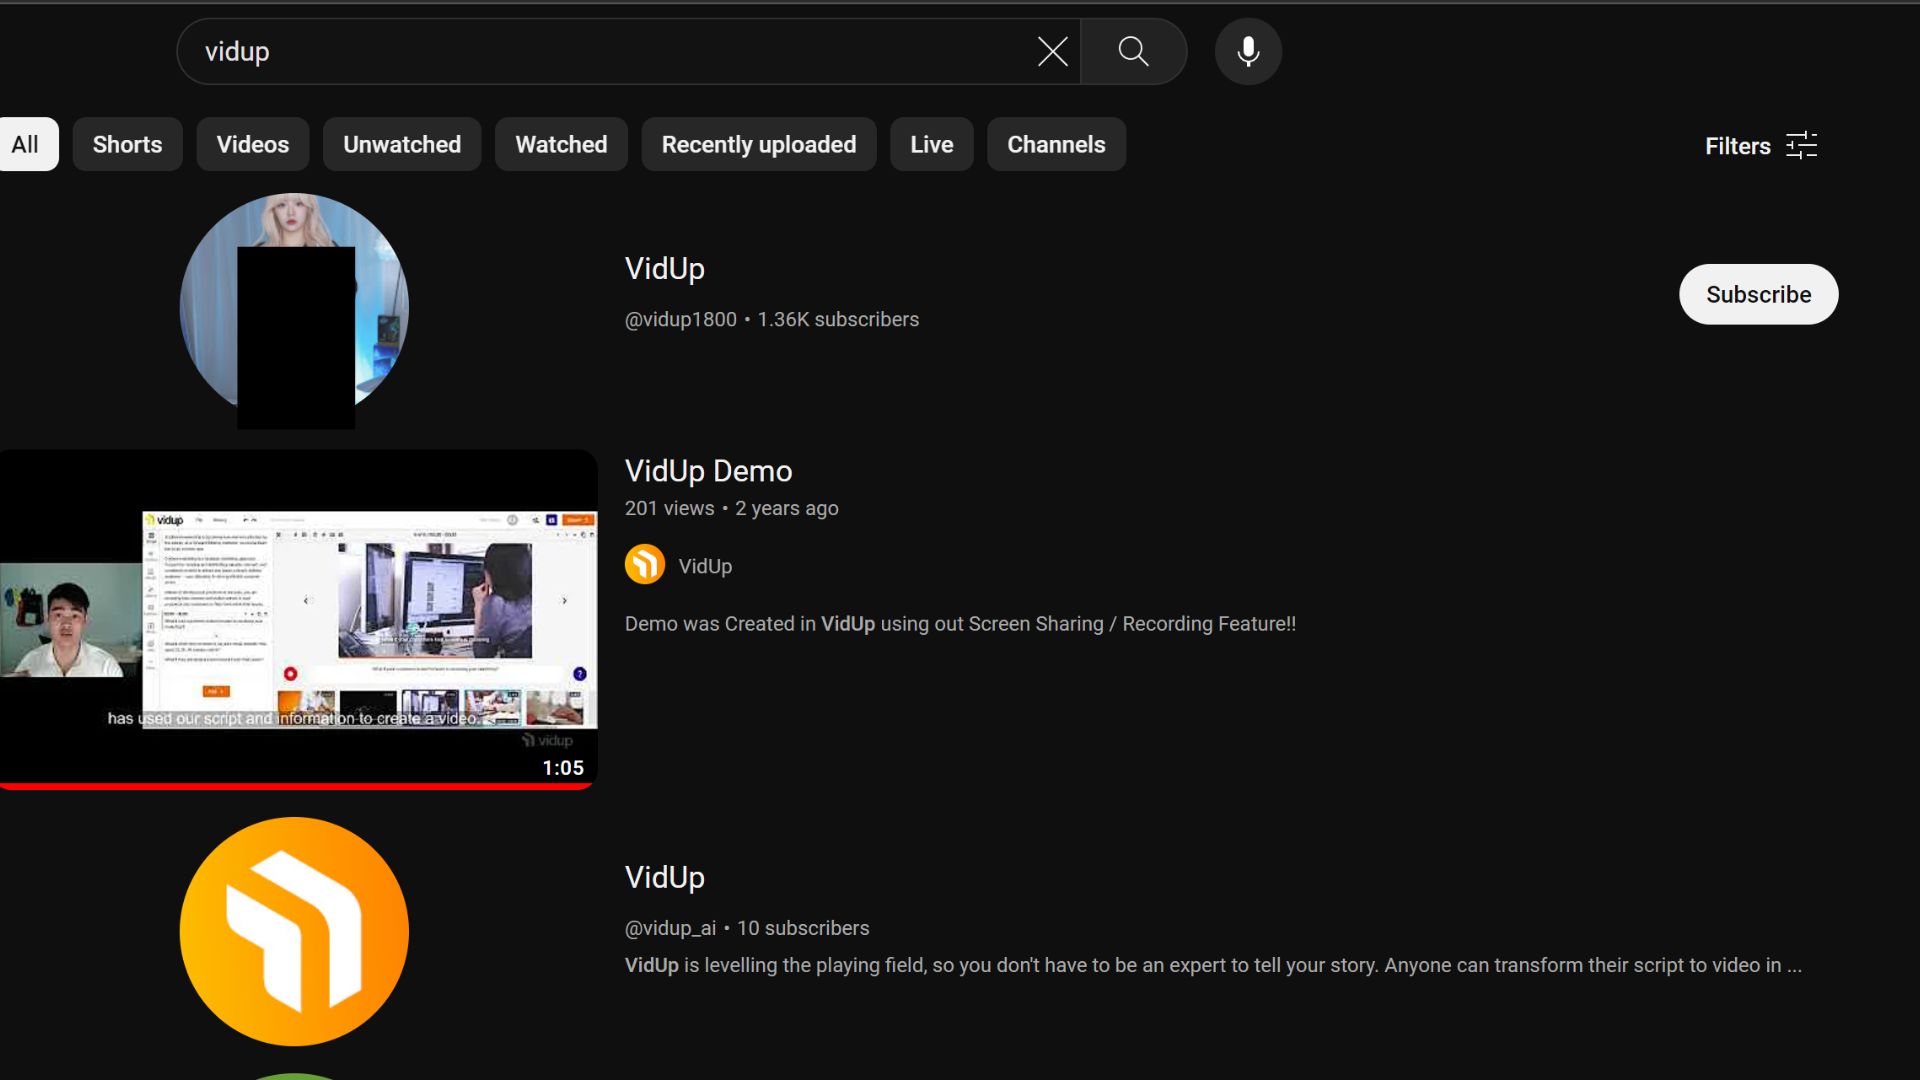 vidup
All
Shorts
Videos
Unwatched
Watched
Recently uploaded
Live
Channels
Filters
VidUp
@vidup1800 • 1.36K subscribers
Subscribe
vidup
has used our script and information to create a video.
vidup
1:05
VidUp Demo
201 views • 2 years ago
VidUp
Demo was Created in VidUp using out Screen Sharing / Recording Feature!!
VidUp
@vidup_ai • 10 subscribers
VidUp is levelling the playing field, so you don't have to be an expert to tell your story. Anyone can transform their script to video in ...